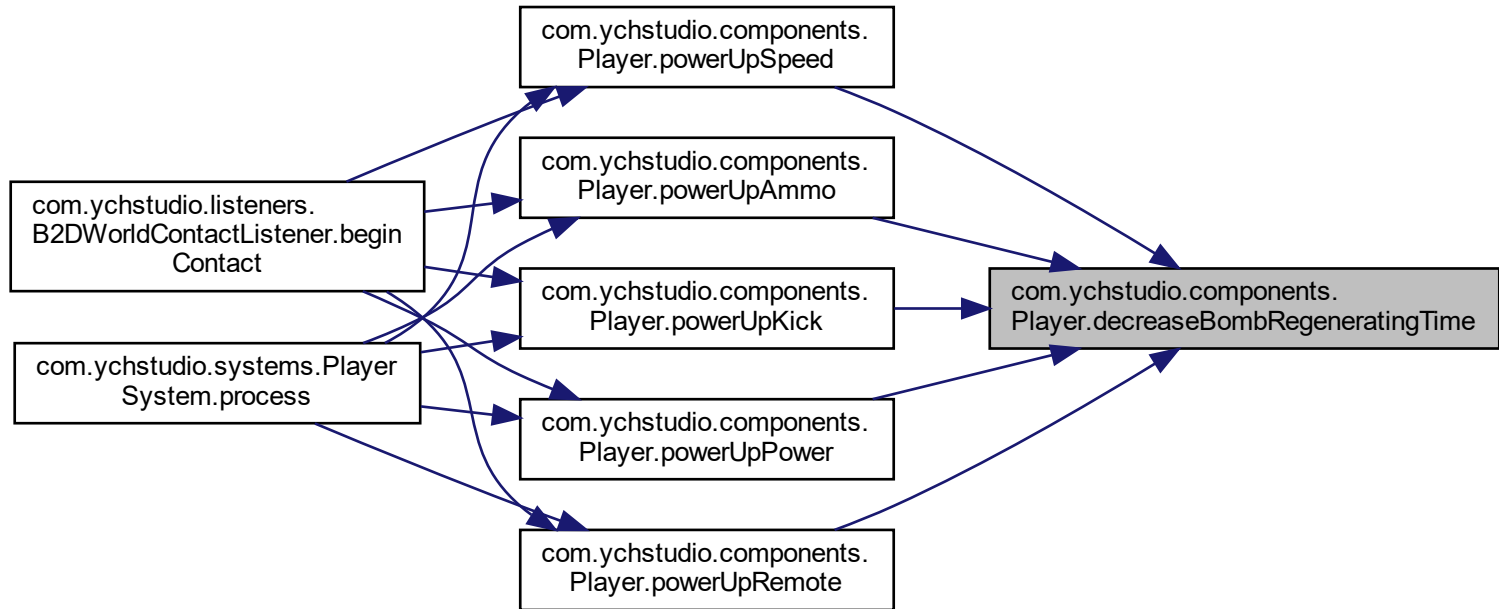 com.ychstudio.components.
Player.powerUpSpeed
com.ychstudio.components.
Player.powerUpAmmo
com.ychstudio.listeners.
B2DWorldContactListener.begin
Contact
com.ychstudio.components.
Player.powerUpKick
com.ychstudio.components.
Player.decreaseBombRegeneratingTime
com.ychstudio.systems.Player
System.process
com.ychstudio.components.
Player.powerUpPower
com.ychstudio.components.
Player.powerUpRemote